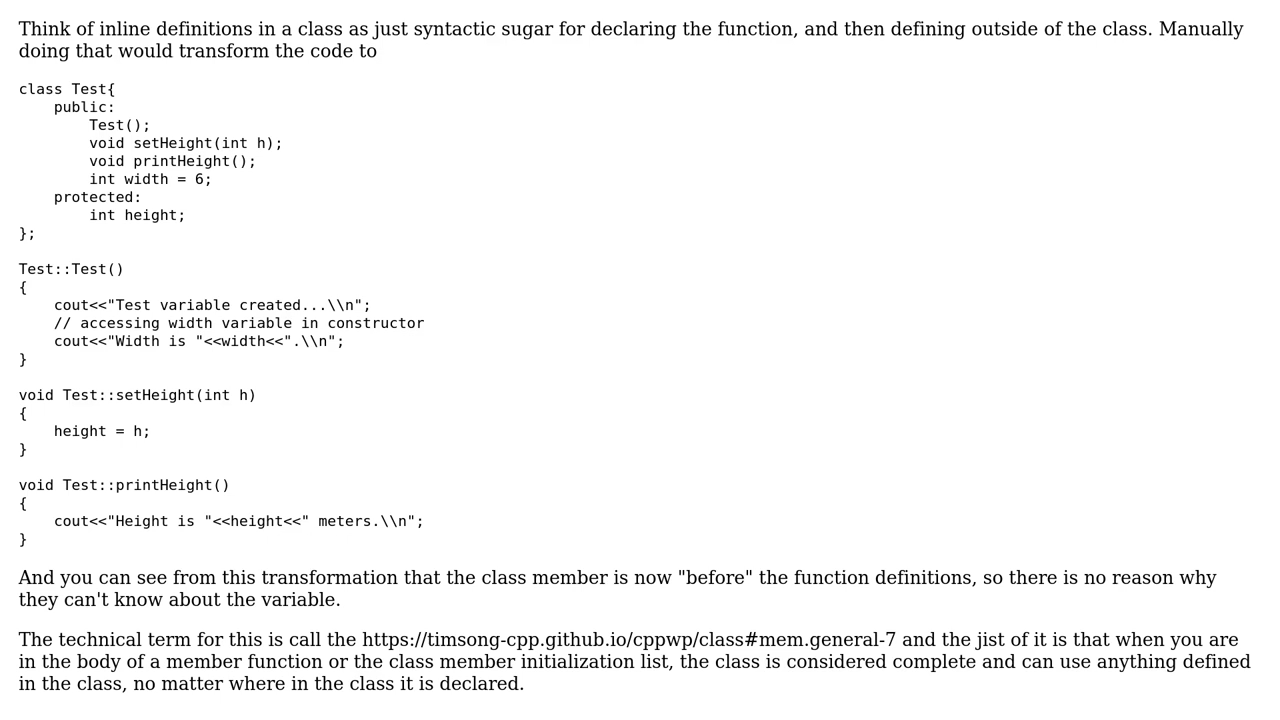 Think of inline definitions in a class as just syntactic sugar for declaring the function, and then defining outside of the class. Manually
doing that would transform the code to
class Test{
    public:
        Test();
        void setHeight(int h);
        void printHeight();
        int width = 6;
    protected:
        int height;
};
Test::Test()
{
    cout<<"Test variable created...\\n";
    // accessing width variable in constructor
    cout<<"Width is "<<width<<".\\n";
}
void Test::setHeight(int h)
{
    height = h;
}
void Test::printHeight()
{
    cout<<"Height is "<<height<<" meters.\\n";
}
And you can see from this transformation that the class member is now "before" the function definitions, so there is no reason why
they can't know about the variable.
The technical term for this is call the https://timsong-cpp.github.io/cppwp/class#mem.general-7 and the jist of it is that when you are
in the body of a member function or the class member initialization list, the class is considered complete and can use anything defined
in the class, no matter where in the class it is declared.